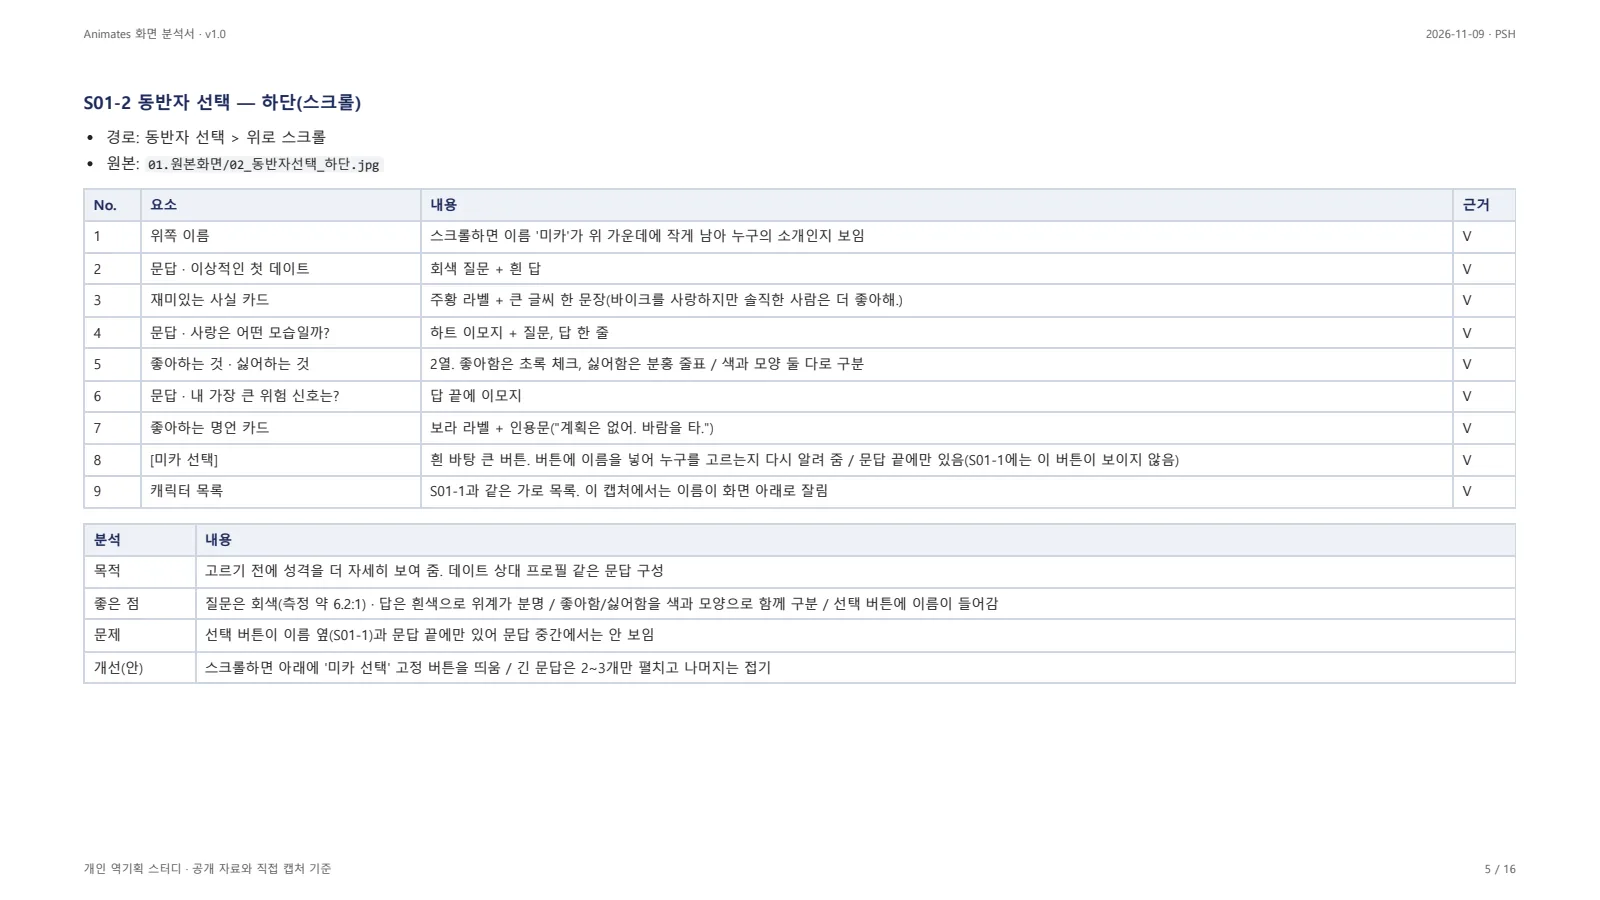 Animates 화면 분석서 · v1.0
2026-11-09 · PSH
S01-2 동반자 선택 — 하단(스크롤)
• 경로: 동반자 선택 > 위로 스크롤
• 원본: 01.원본화면/02_동반자선택_하단.jpg
No. 요소 내용 근거
1 위쪽 이름 스크롤하면 이름 '미카'가 위 가운데에 작게 남아 누구의 소개인지 보임 V
2 문답 · 이상적인 첫 데이트 회색 질문 + 흰 답 V
3 재미있는 사실 카드 주황 라벨 + 큰 글씨 한 문장(바이크를 사랑하지만 솔직한 사람은 더 좋아해.) V
4 문답 · 사랑은 어떤 모습일까? 하트 이모지 + 질문, 답 한 줄 V
5 좋아하는 것 · 싫어하는 것 2열. 좋아함은 초록 체크, 싫어함은 분홍 줄표 / 색과 모양 둘 다로 구분 V
6 문답 · 내 가장 큰 위험 신호는? 답 끝에 이모지 V
7 좋아하는 명언 카드 보라 라벨 + 인용문("계획은 없어. 바람을 타.") V
8 [미카 선택] 흰 바탕 큰 버튼. 버튼에 이름을 넣어 누구를 고르는지 다시 알려 줌 / 문답 끝에만 있음(S01-1에는 이 버튼이 보이지 않음) V
9 캐릭터 목록 S01-1과 같은 가로 목록. 이 캡처에서는 이름이 화면 아래로 잘림 V
분석 내용
목적 고르기 전에 성격을 더 자세히 보여 줌. 데이트 상대 프로필 같은 문답 구성
좋은 점 질문은 회색(측정 약 6.2:1) · 답은 흰색으로 위계가 분명 / 좋아함/싫어함을 색과 모양으로 함께 구분 / 선택 버튼에 이름이 들어감
문제 선택 버튼이 이름 옆(S01-1)과 문답 끝에만 있어 문답 중간에서는 안 보임
개선(안) 스크롤하면 아래에 '미카 선택' 고정 버튼을 띄움 / 긴 문답은 2~3개만 펼치고 나머지는 접기
개인 역기획 스터디 · 공개 자료와 직접 캡처 기준
5 / 16